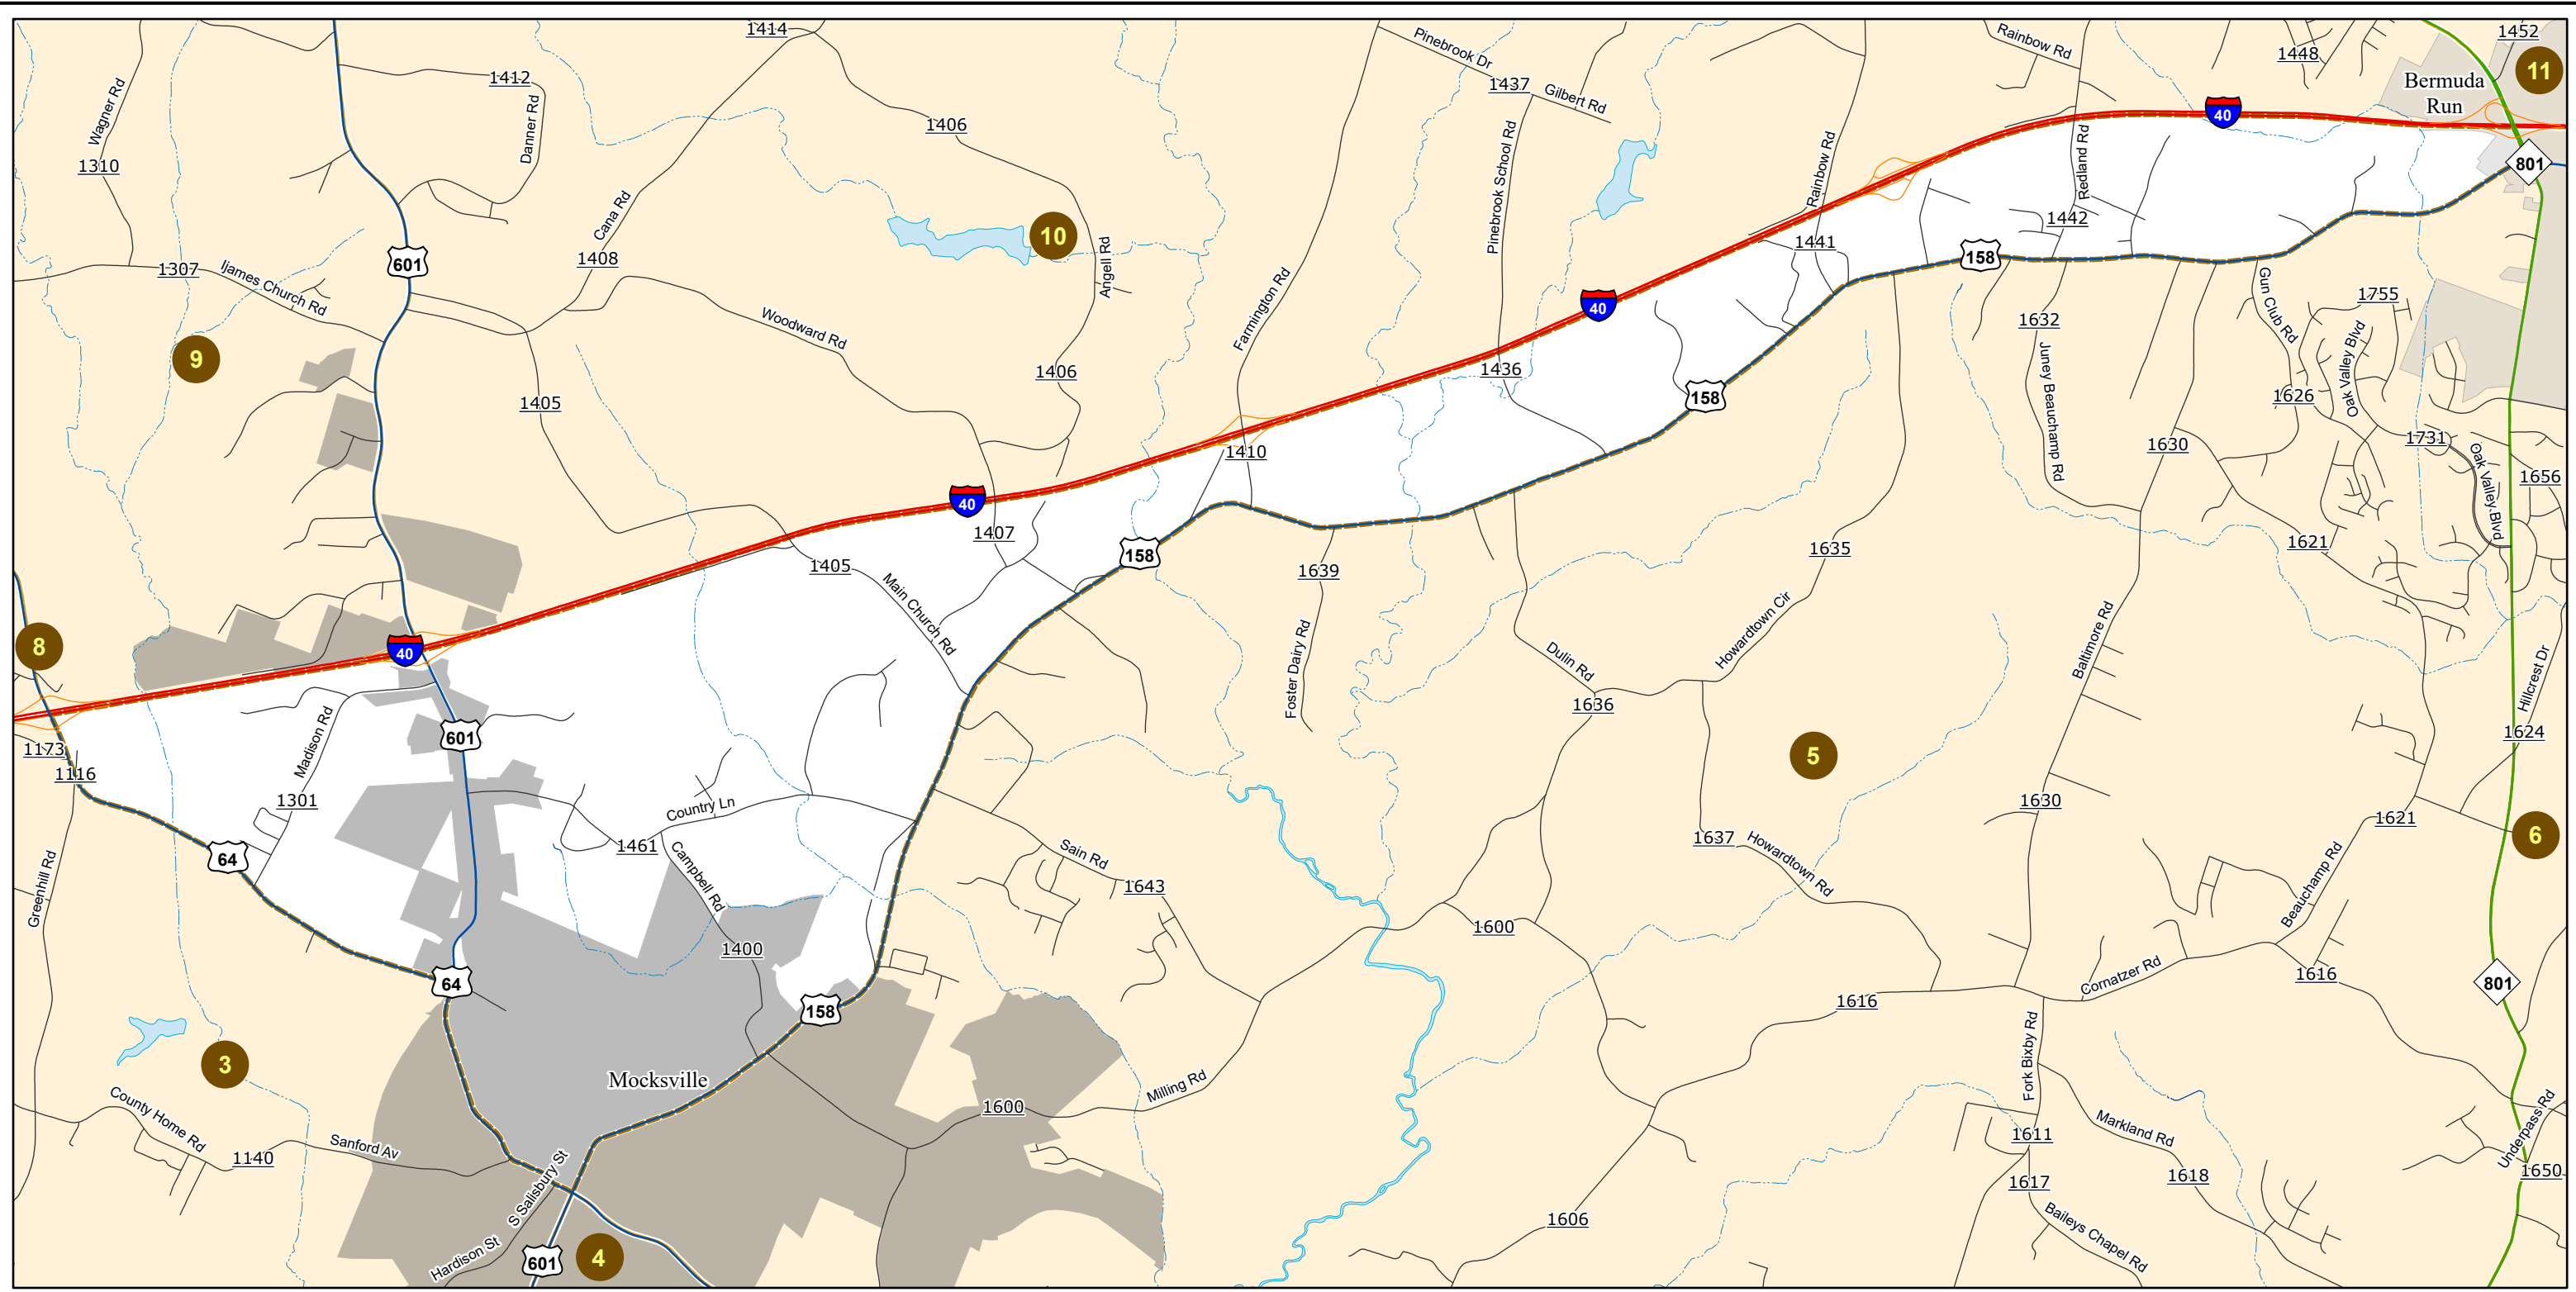 1414
1452
Pinebrook Dr
Rainbow Rd
1448
11
Bermuda
Run
1412
1437
Gilbert Rd
Wagner Rd
Danner Rd
1406
40
1310
Pinebrook School Rd
Rainbow Rd
Redland Rd
801
Cana Rd
10
1442
1441
601
1408
Angell Rd
158
1307
Ijames Church Rd
Farmington Rd
Gun Club Rd
1755
40
Woodward Rd
1632
9
Oak Valley Blvd
Juney Beauchamp Rd
1406
1436
158
1626
1405
1731
1630
1410
Oak Valley Blvd
1656
40
1407
158
1621
1635
1405
1639
Main Church Rd
Howardtown Cir
Baltimore Rd
8
40
Foster Dairy Rd
Dulin Rd
Hillcrest Dr
1636
Madison Rd
601
1624
1173
1116
5
1301
Country Ln
1630
1621
6
1461
1637
Howardtown Rd
64
Sain Rd
Campbell Rd
1643
Greenhill Rd
Beauchamp Rd
1600
1400
Cornatzer Rd
1616
64
801
1616
158
3
Fork Bixby Rd
Mocksville
Milling Rd
County Home Rd
1600
Markland Rd
Underpass Rd
1611
Sanford Av
1140
1650
S Salisbury St
1617
1618
1606
Baileys Chapel Rd
Hardison St
601
4